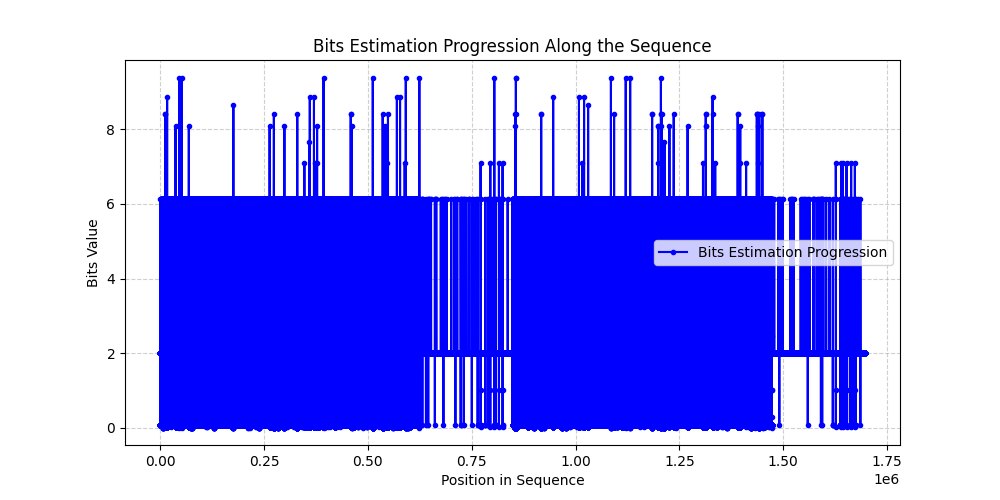 Bits Estimation Progression Along the Sequence
Bits Value
8
6
4
2
0
Bits Estimation Progression
0.00 0.25 0.50 0.75 1.00 1.25 1.50 1.75
1e6
Position in Sequence